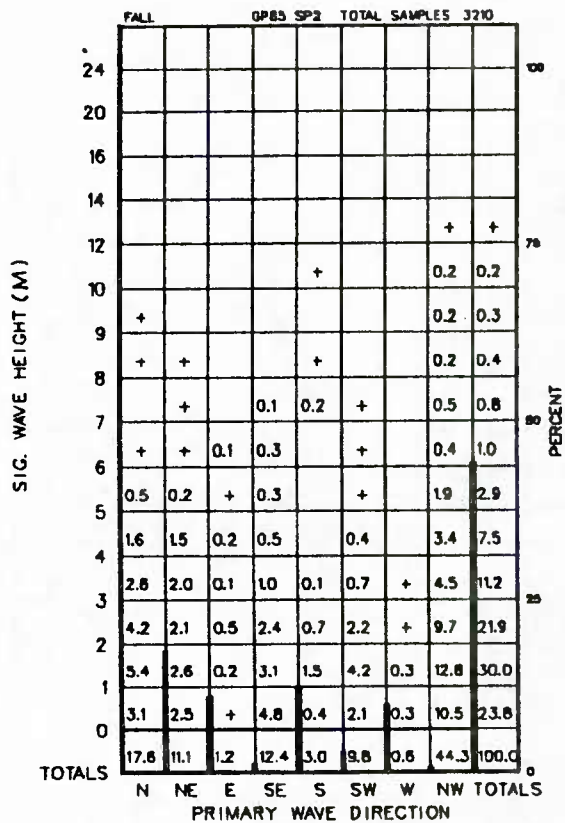 FALL GP65 SP2 TOTAL SAMPLES 3210
24 100
20
16
14
+ +
12 75
+ 0.2 0.2
10
+ 0.2 0.3
9
+ + + 0.2 0.4
8
+ 0.1 0.2 + 0.5 0.8
7 50
+ + 0.1 0.3 + 0.4 1.0
6
0.5 0.2 + 0.3 + 1.9 2.9
5
1.6 1.5 0.2 0.5 0.4 3.4 7.5
4
2.6 2.0 0.1 1.0 0.1 0.7 + 4.5 11.2
3 25
4.2 2.1 0.5 2.4 0.7 2.2 + 9.7 21.9
2
5.4 2.6 0.2 3.1 1.5 4.2 0.3 12.8 30.0
1
3.1 2.5 + 4.8 0.4 2.1 0.3 10.5 23.8
0
17.6 11.1 1.2 12.4 3.0 9.8 0.6 44.3 100.0
TOTALS 0
N NE E SE S SW W NW TOTALS
PRIMARY WAVE DIRECTION
SIG. WAVE HEIGHT (M)
PERCENT